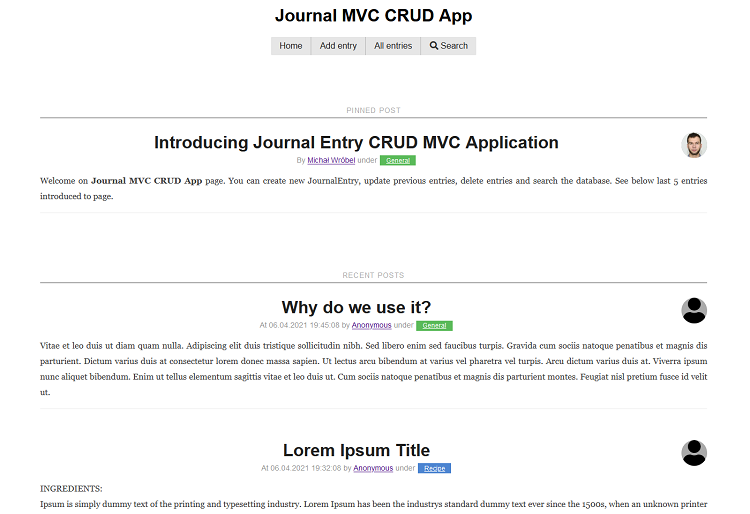 Journal MVC CRUD App
Home Add entry All entries Search
PINNED POST
Introducing Journal Entry CRUD MVC Application
By Michał Wróbel under General
Welcome on Journal MVC CRUD App page. You can create new JournalEntry, update previous entries, delete entries and search the database. See below last 5 entries
introduced to page.
RECENT POSTS
Why do we use it?
At 06.04.2021 19:45:08 by Anonymous under General
Vitae et leo duis ut diam quam nulla. Adipiscing elit duis tristique sollicitudin nibh. Sed libero enim sed faucibus turpis. Gravida cum sociis natoque penatibus et magnis dis
parturient. Dictum varius duis at consectetur lorem donec massa sapien. Ut lectus arcu bibendum at varius vel pharetra vel turpis. Arcu dictum varius duis at. Viverra ipsum
nunc aliquet bibendum. Enim ut tellus elementum sagittis vitae et leo duis ut. Cum sociis natoque penatibus et magnis dis parturient montes. Feugiat nisl pretium fusce id velit
ut.
Lorem Ipsum Title
At 06.04.2021 19:32:08 by Anonymous under Recipe
INGREDIENTS:
Ipsum is simply dummy text of the printing and typesetting industry. Lorem Ipsum has been the industrys standard dummy text ever since the 1500s, when an unknown printer